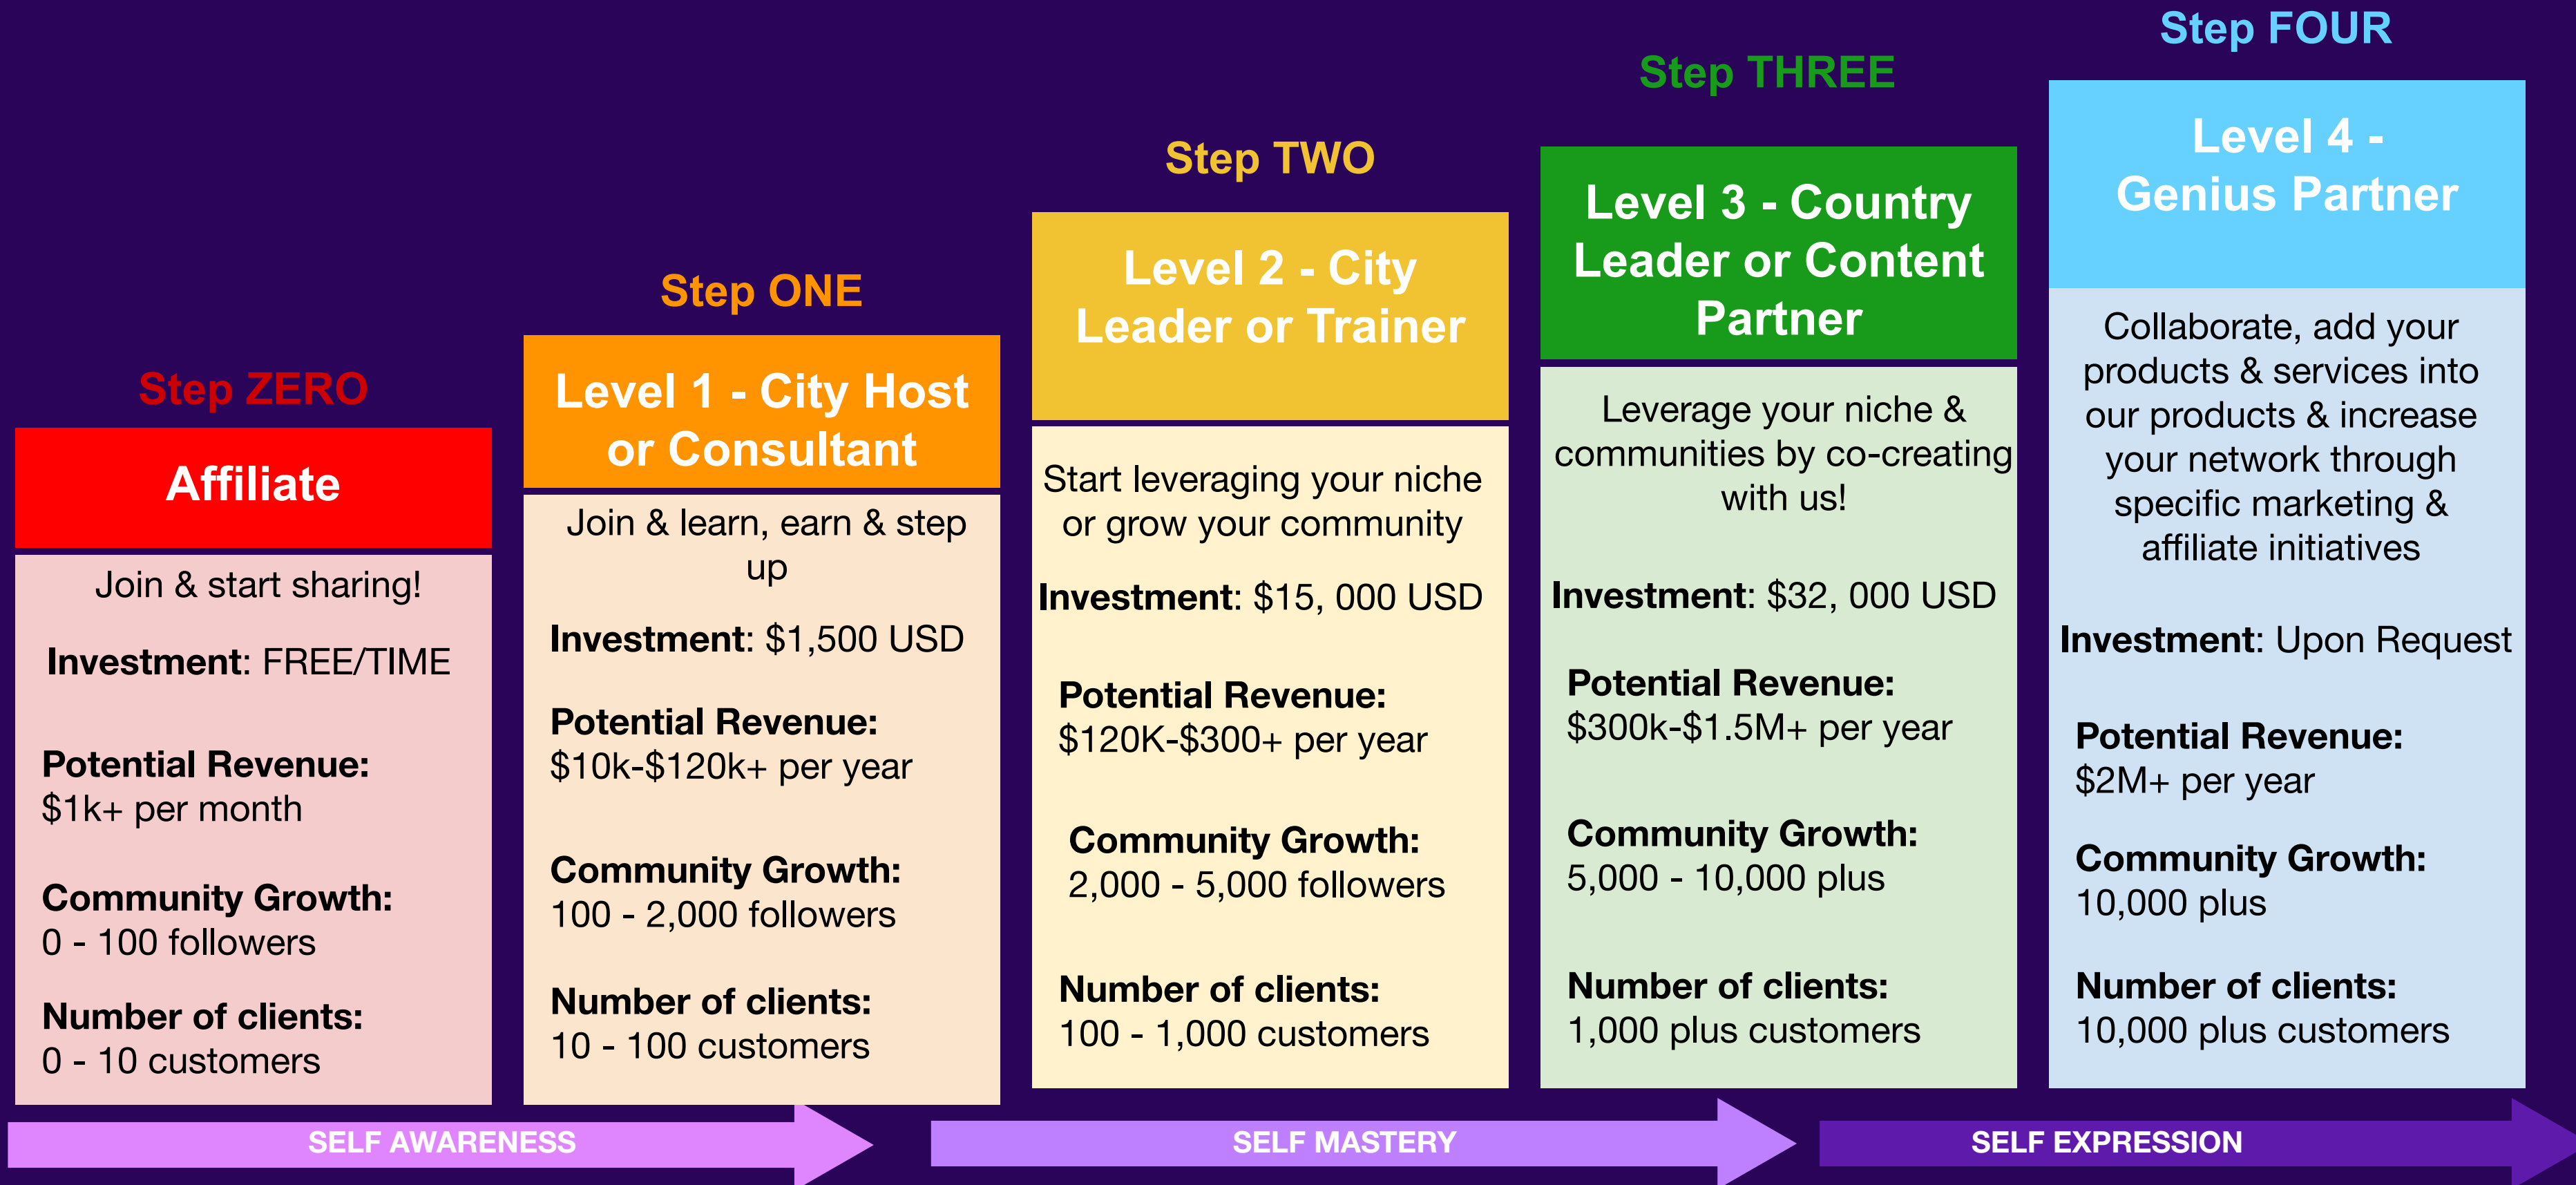 Step ZERO
Affiliate
Join & start sharing!
Investment: FREE/TIME
Potential Revenue:
$1k+ per month
Community Growth:
0 - 100 followers
Number of clients:
0 - 10 customers
Step ONE
Level 1 - City Host
or Consultant
Join & learn, earn & step
up
Investment: $1,500 USD
Potential Revenue:
$10k-$120k+ per year
Community Growth:
100 - 2,000 followers
Number of clients:
10 - 100 customers
Step TWO
Level 2 - City
Leader or Trainer
Start leveraging your niche
or grow your community
Investment: $15, 000 USD
Potential Revenue:
$120K-$300+ per year
Community Growth:
2,000 - 5,000 followers
Number of clients:
100 - 1,000 customers
Step THREE
Level 3 - Country
Leader or Content
Partner
Leverage your niche &
communities by co-creating
with us!
Investment: $32, 000 USD
Potential Revenue:
$300k-$1.5M+ per year
Community Growth:
5,000 - 10,000 plus
Number of clients:
1,000 plus customers
Step FOUR
Level 4 -
Genius Partner
Collaborate, add your
products & services into
our products & increase
your network through
specific marketing &
affiliate initiatives
Investment: Upon Request
Potential Revenue:
$2M+ per year
Community Growth:
10,000 plus
Number of clients:
10,000 plus customers
SELF AWARENESS
SELF MASTERY
SELF EXPRESSION